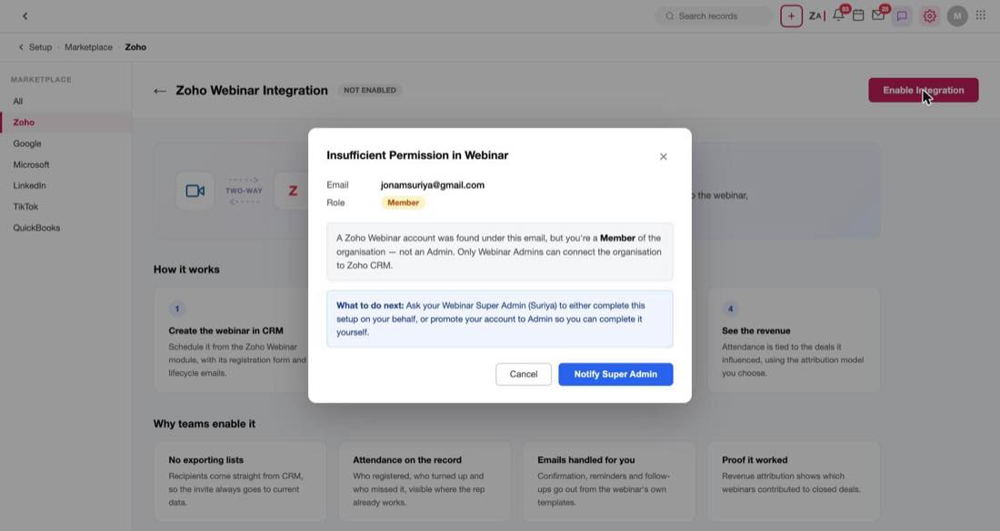 Search records
ZA
83
25
M
Setup
Marketplace
Zoho
MARKETPLACE
All
Zoho
Google
Microsoft
LinkedIn
TikTok
QuickBooks
Zoho Webinar Integration
NOT ENABLED
Enable Integration
TWO-WAY
Z
the webinar,
Insufficient Permission in Webinar
Email jonamsuriya@gmail.com
Role Member
A Zoho Webinar account was found under this email, but you're a Member of the
organisation — not an Admin. Only Webinar Admins can connect the organisation
to Zoho CRM.
What to do next: Ask your Webinar Super Admin (Suriya) to either complete this
setup on your behalf, or promote your account to Admin so you can complete it
yourself.
Cancel
Notify Super Admin
How it works
1
Create the webinar in CRM
Schedule it from the Zoho Webinar
module, with its registration form and
lifecycle emails.
4
See the revenue
Attendance is tied to the deals it
influenced, using the attribution model
you choose.
Why teams enable it
No exporting lists
Recipients come straight from CRM,
so the invite always goes to current
data.
Attendance on the record
Who registered, who turned up and
who missed it, visible where the rep
already works.
Emails handled for you
Confirmation, reminders and follow-
ups go out from the webinar's own
templates.
Proof it worked
Revenue attribution shows which
webinars contributed to closed deals.